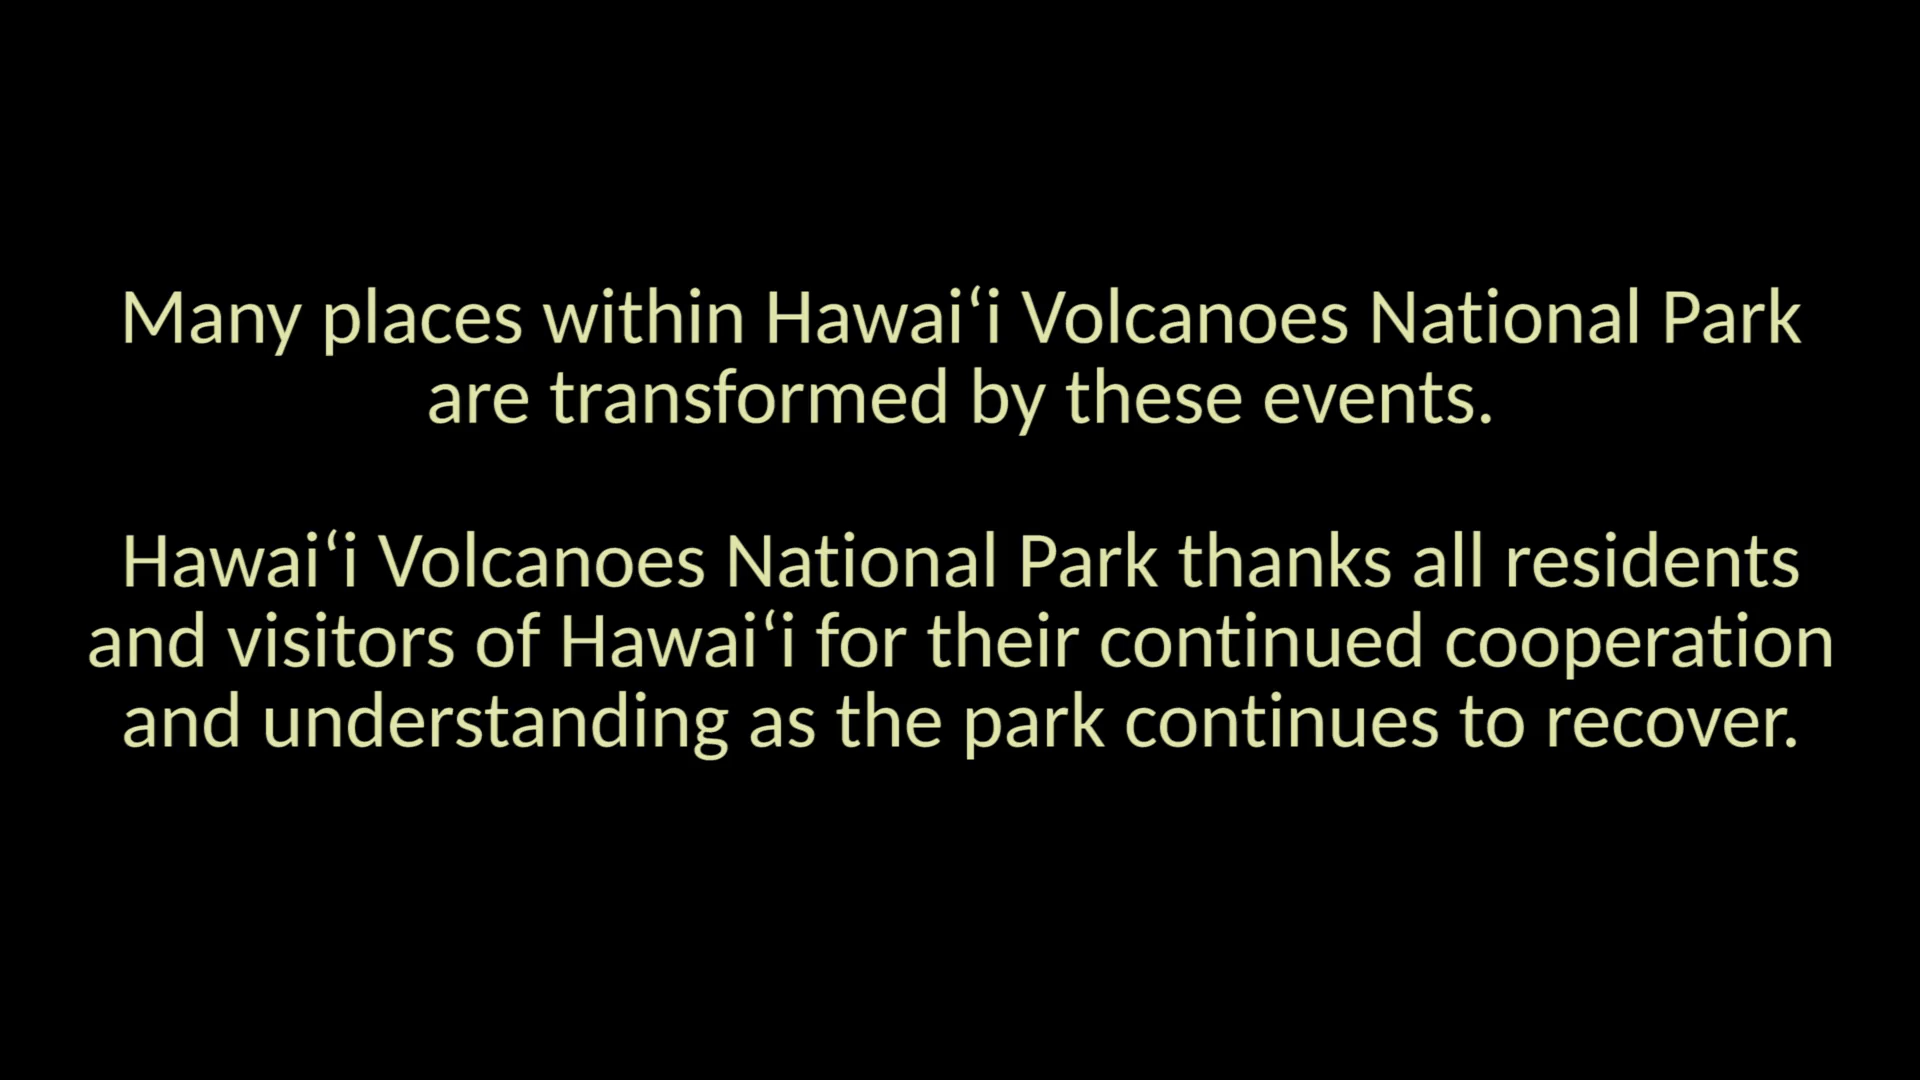 Many places within Hawaiʻi Volcanoes National Park
are transformed by these events.
Hawaiʻi Volcanoes National Park thanks all residents
and visitors of Hawaiʻi for their continued cooperation
and understanding as the park continues to recover.